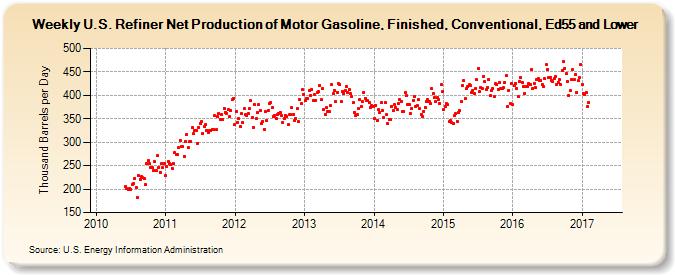 Weekly U.S. Refiner Net Production of Motor Gasoline, Finished, Conventional, Ed55 and Lower
Thousand Barrels per Day
500
450
400
350
300
250
200
150
2010 2011 2012 2013 2014 2015 2016 2017
Source: U.S. Energy Information Administration